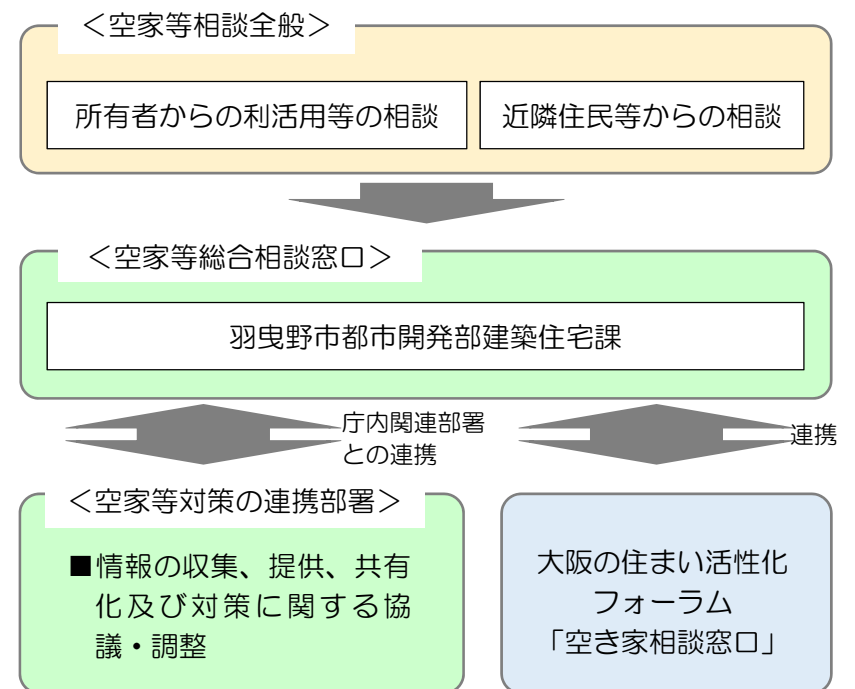 ＜空家等相談全般＞
所有者からの利活用等の相談
近隣住民等からの相談
＜空家等総合相談窓口＞
羽曳野市都市開発部建築住宅課
庁内関連部署
との連携
連携
＜空家等対策の連携部署＞
■情報の収集、提供、共有
化及び対策に関する協
議・調整
大阪の住まい活性化
フォーラム
「空き家相談窓口」